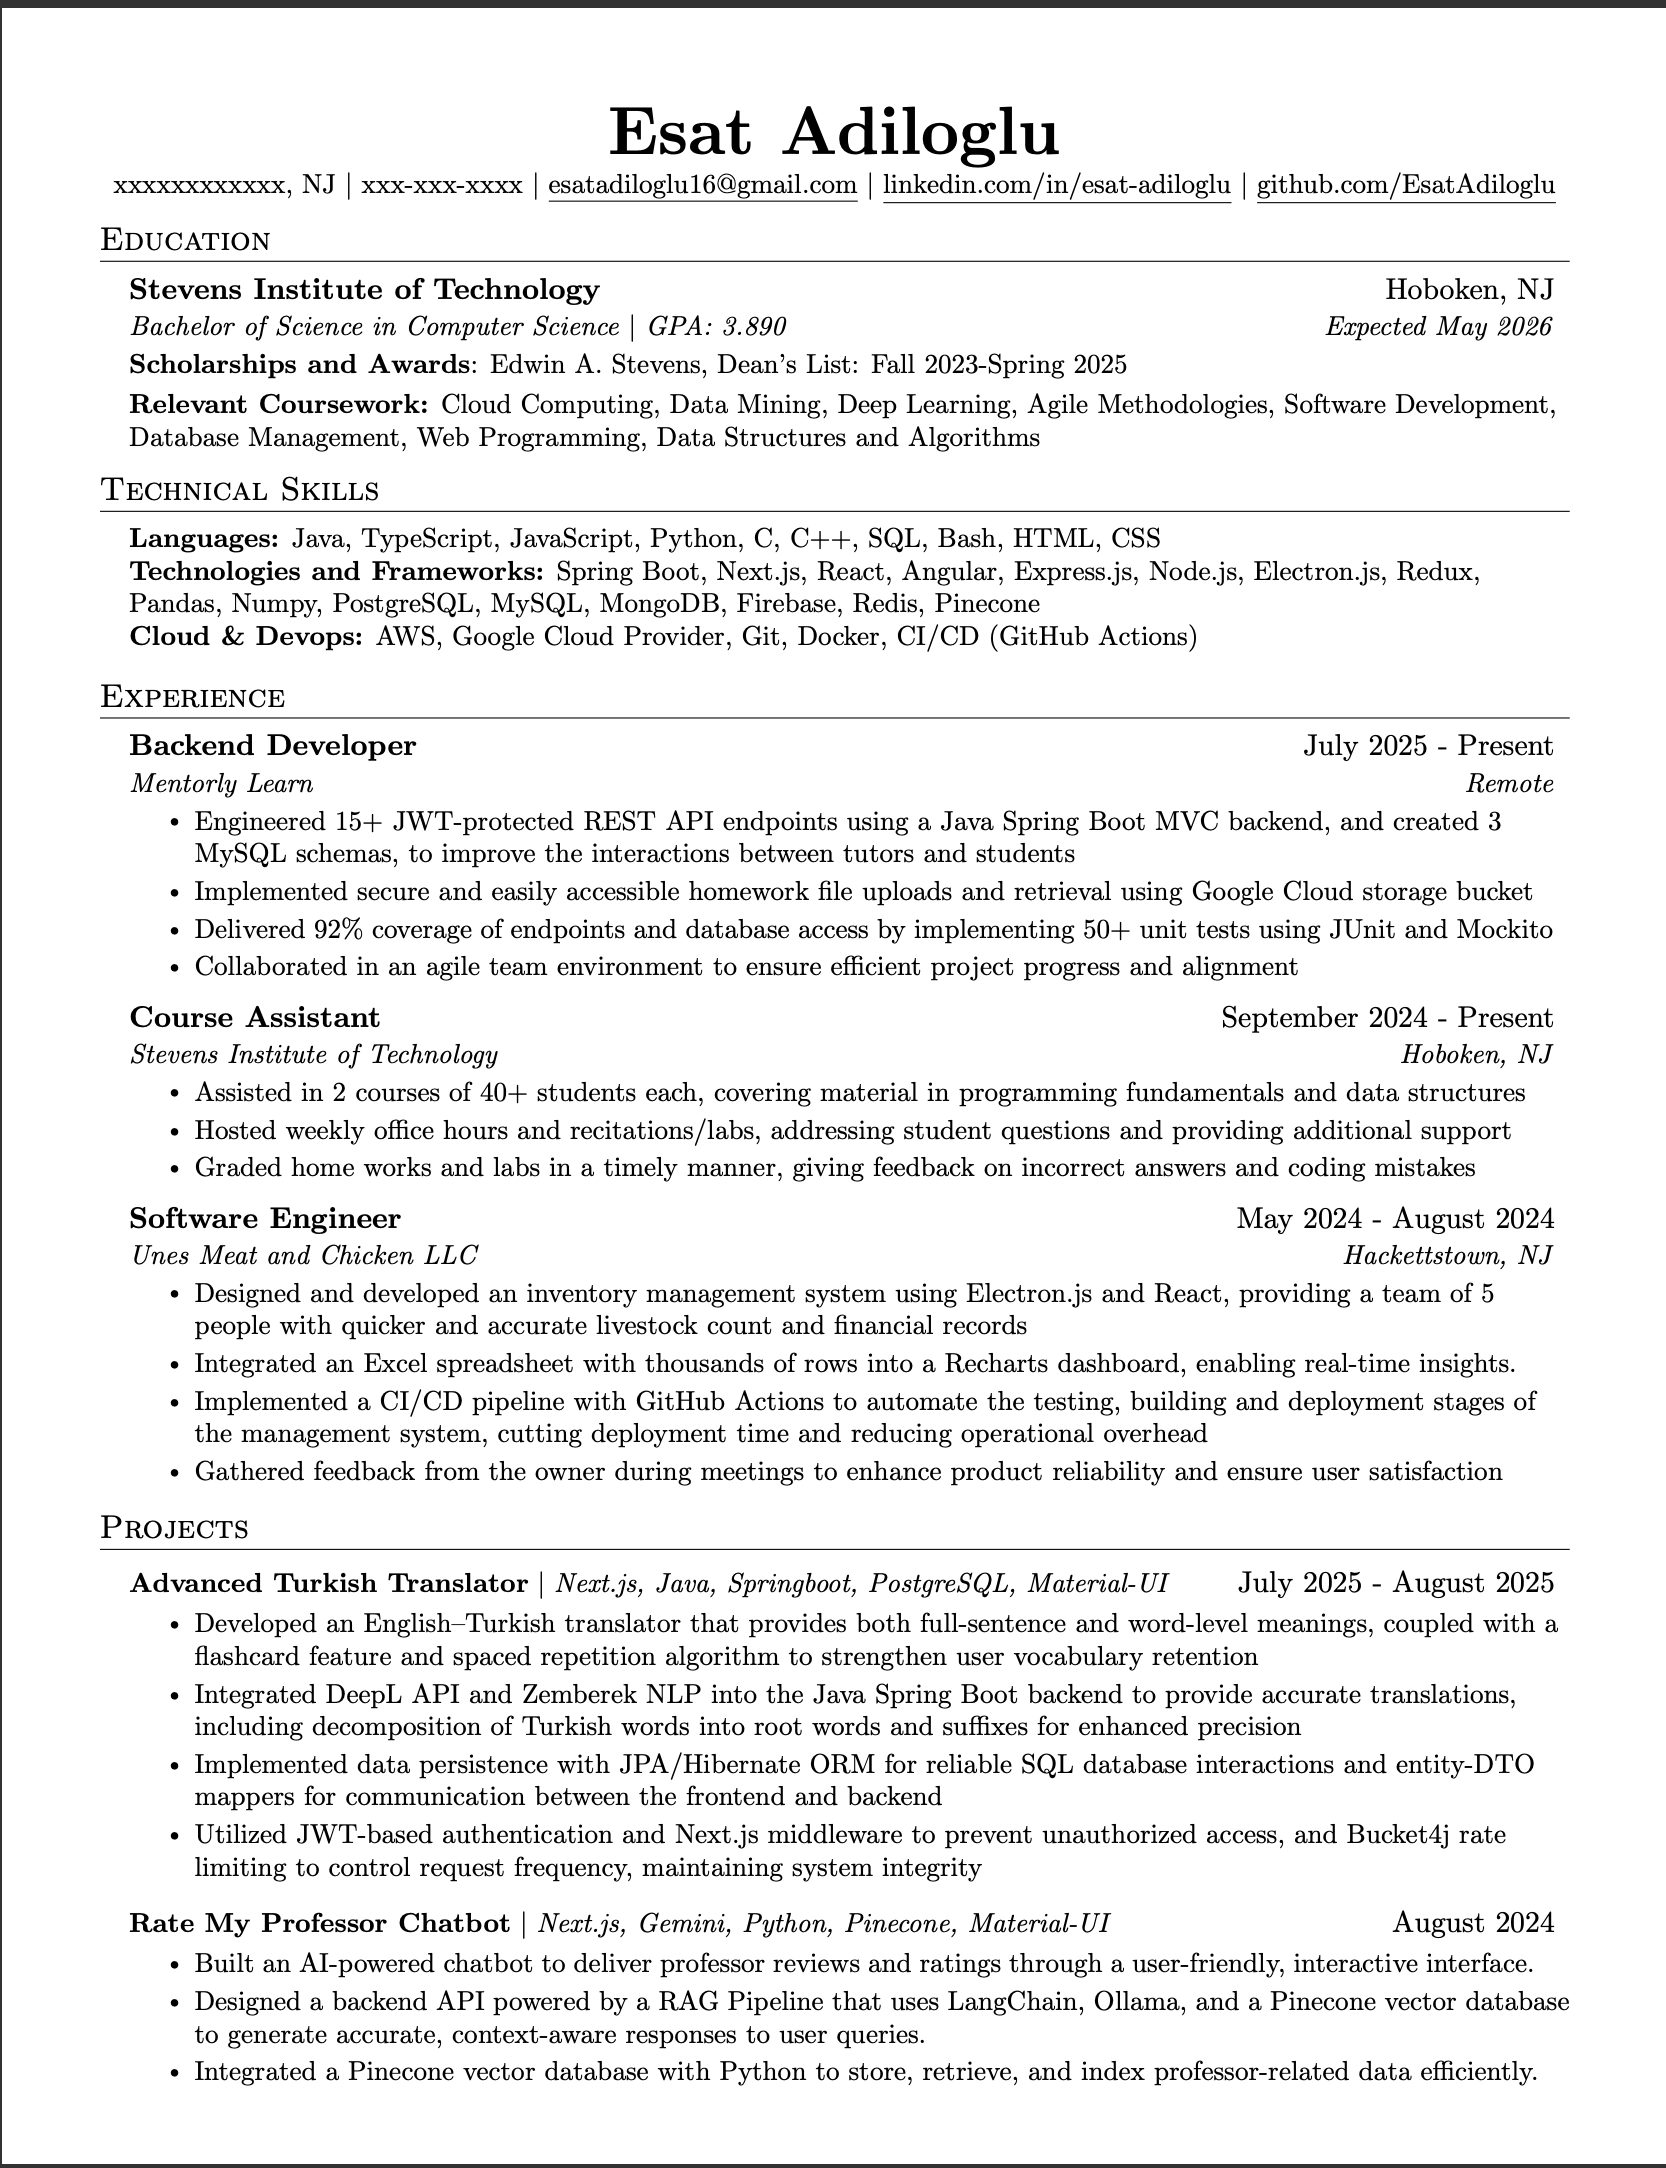 Esat Adiloglu
xxxxxxxxxxxx, NJ | xxx-xxx-xxxx | esatadiloglu16@gmail.com | linkedin.com/in/esat-adiloglu | github.com/EsatAdiloglu
Education
Stevens Institute of Technology Hoboken, NJ
Bachelor of Science in Computer Science | GPA: 3.890 Expected May 2026
Scholarships and Awards: Edwin A. Stevens, Dean's List: Fall 2023-Spring 2025
Relevant Coursework: Cloud Computing, Data Mining, Deep Learning, Agile Methodologies, Software Development,
Database Management, Web Programming, Data Structures and Algorithms
Technical Skills
Languages: Java, TypeScript, JavaScript, Python, C, C++, SQL, Bash, HTML, CSS
Technologies and Frameworks: Spring Boot, Next.js, React, Angular, Express.js, Node.js, Electron.js, Redux,
Pandas, Numpy, PostgreSQL, MySQL, MongoDB, Firebase, Redis, Pinecone
Cloud & Devops: AWS, Google Cloud Provider, Git, Docker, CI/CD (GitHub Actions)
Experience
Backend Developer July 2025 - Present
Mentorly Learn Remote
• Engineered 15+ JWT-protected REST API endpoints using a Java Spring Boot MVC backend, and created 3
MySQL schemas, to improve the interactions between tutors and students
• Implemented secure and easily accessible homework file uploads and retrieval using Google Cloud storage bucket
• Delivered 92% coverage of endpoints and database access by implementing 50+ unit tests using JUnit and Mockito
• Collaborated in an agile team environment to ensure efficient project progress and alignment
Course Assistant September 2024 - Present
Stevens Institute of Technology Hoboken, NJ
• Assisted in 2 courses of 40+ students each, covering material in programming fundamentals and data structures
• Hosted weekly office hours and recitations/labs, addressing student questions and providing additional support
• Graded home works and labs in a timely manner, giving feedback on incorrect answers and coding mistakes
Software Engineer May 2024 - August 2024
Unes Meat and Chicken LLC Hackettstown, NJ
• Designed and developed an inventory management system using Electron.js and React, providing a team of 5
people with quicker and accurate livestock count and financial records
• Integrated an Excel spreadsheet with thousands of rows into a Recharts dashboard, enabling real-time insights.
• Implemented a CI/CD pipeline with GitHub Actions to automate the testing, building and deployment stages of
the management system, cutting deployment time and reducing operational overhead
• Gathered feedback from the owner during meetings to enhance product reliability and ensure user satisfaction
Projects
Advanced Turkish Translator | Next.js, Java, Springboot, PostgreSQL, Material-UI July 2025 - August 2025
• Developed an English–Turkish translator that provides both full-sentence and word-level meanings, coupled with a
flashcard feature and spaced repetition algorithm to strengthen user vocabulary retention
• Integrated DeepL API and Zemberek NLP into the Java Spring Boot backend to provide accurate translations,
including decomposition of Turkish words into root words and suffixes for enhanced precision
• Implemented data persistence with JPA/Hibernate ORM for reliable SQL database interactions and entity-DTO
mappers for communication between the frontend and backend
• Utilized JWT-based authentication and Next.js middleware to prevent unauthorized access, and Bucket4j rate
limiting to control request frequency, maintaining system integrity
Rate My Professor Chatbot | Next.js, Gemini, Python, Pinecone, Material-UI August 2024
• Built an AI-powered chatbot to deliver professor reviews and ratings through a user-friendly, interactive interface.
• Designed a backend API powered by a RAG Pipeline that uses LangChain, Ollama, and a Pinecone vector database
to generate accurate, context-aware responses to user queries.
• Integrated a Pinecone vector database with Python to store, retrieve, and index professor-related data efficiently.